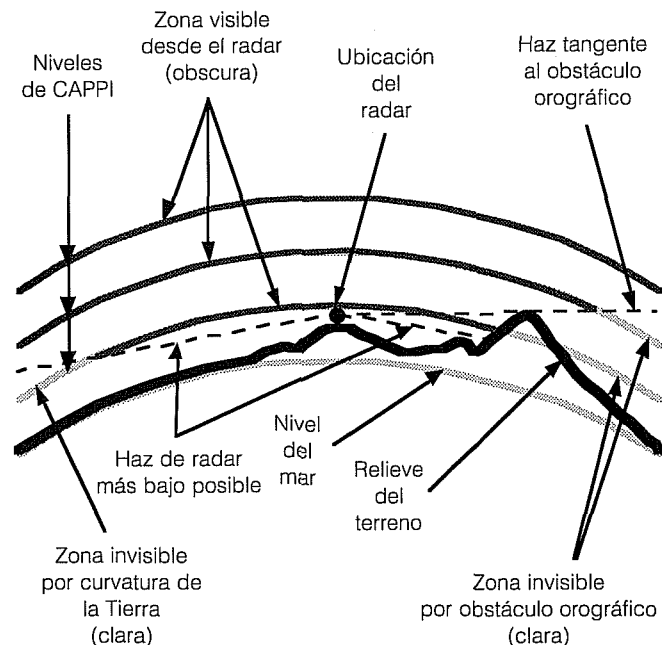 Zona visible
desde el radar
(obscura)
Niveles
de CAPPI
Ubicación
del
radar
Haz tangente
al obstáculo
orográfico
Haz de radar
más bajo posible
Nivel
del
mar
Relieve
del
terreno
Zona invisible
por curvatura de
la Tierra
(clara)
Zona invisible
por obstáculo orográfico
(clara)